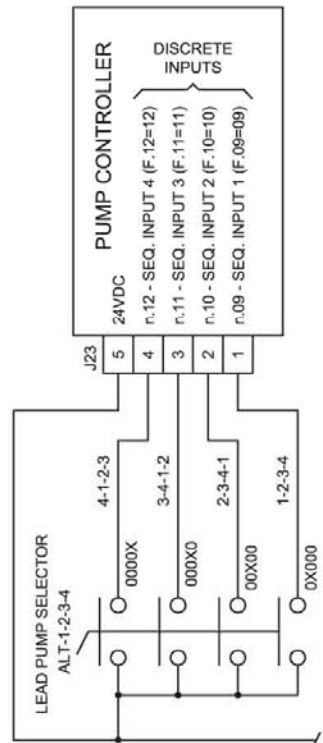 PUMP CONTROLLER
DISCRETE
INPUTS
J23
5
24VDC
4
n.12 - SEQ. INPUT 4 (F.12=12)
3
n.11 - SEQ. INPUT 3 (F.11=11)
2
n.10 - SEQ. INPUT 2 (F.10=10)
1
n.09 - SEQ. INPUT 1 (F.09=09)
LEAD PUMP SELECTOR
ALT-1-2-3-4
4-1-2-3
0000X
3-4-1-2
000X0
2-3-4-1
00X00
1-2-3-4
0X000